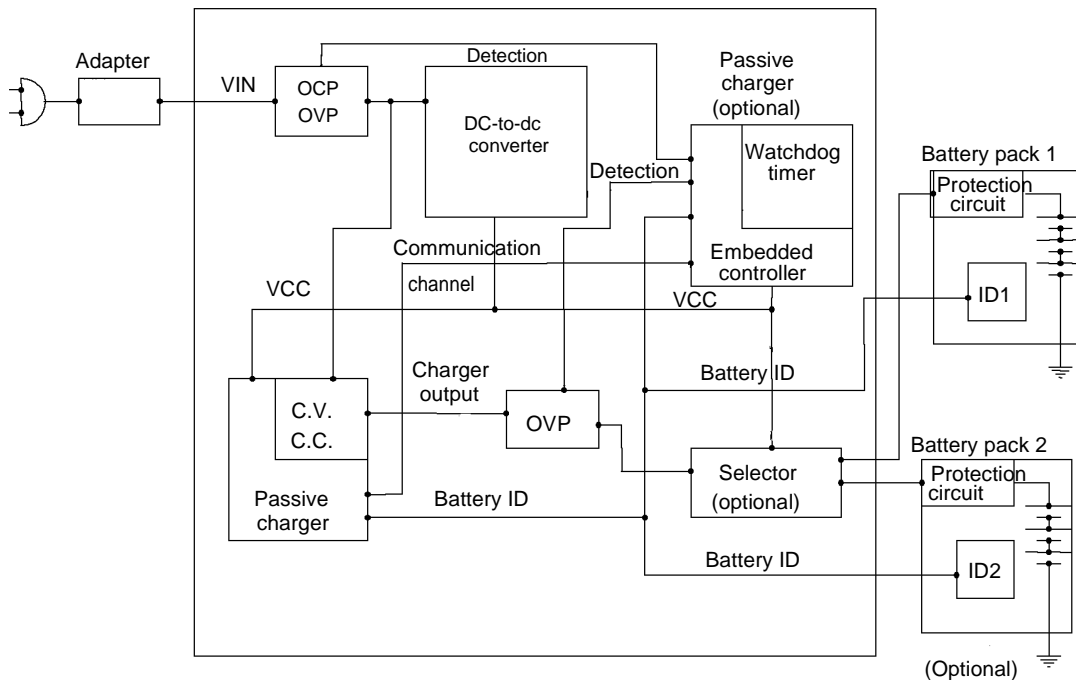 Adapter
VIN
OCP
OVP
Detection
DC-to-dc
converter
Passive
charger
(optional)
Watchdog
timer
Detection
Embedded
controller
Communication
channel
VCC
VCC
Battery pack 1
Protection
circuit
ID1
Charger
output
Battery ID
C.V.
C.C.
OVP
Passive
charger
Battery ID
Selector
(optional)
Battery pack 2
Protection
circuit
Battery ID
ID2
(Optional)